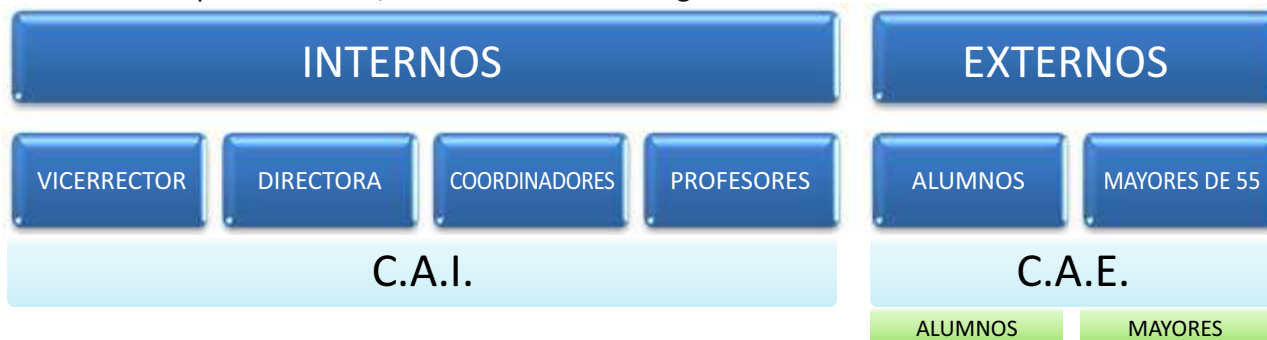 INTERNOS
EXTERNOS
VICERRECTOR
DIRECTORA
COORDINADORES
PROFESORES
ALUMNOS
MAYORES DE 55
C.A.I.
C.A.E.
ALUMNOS
MAYORES